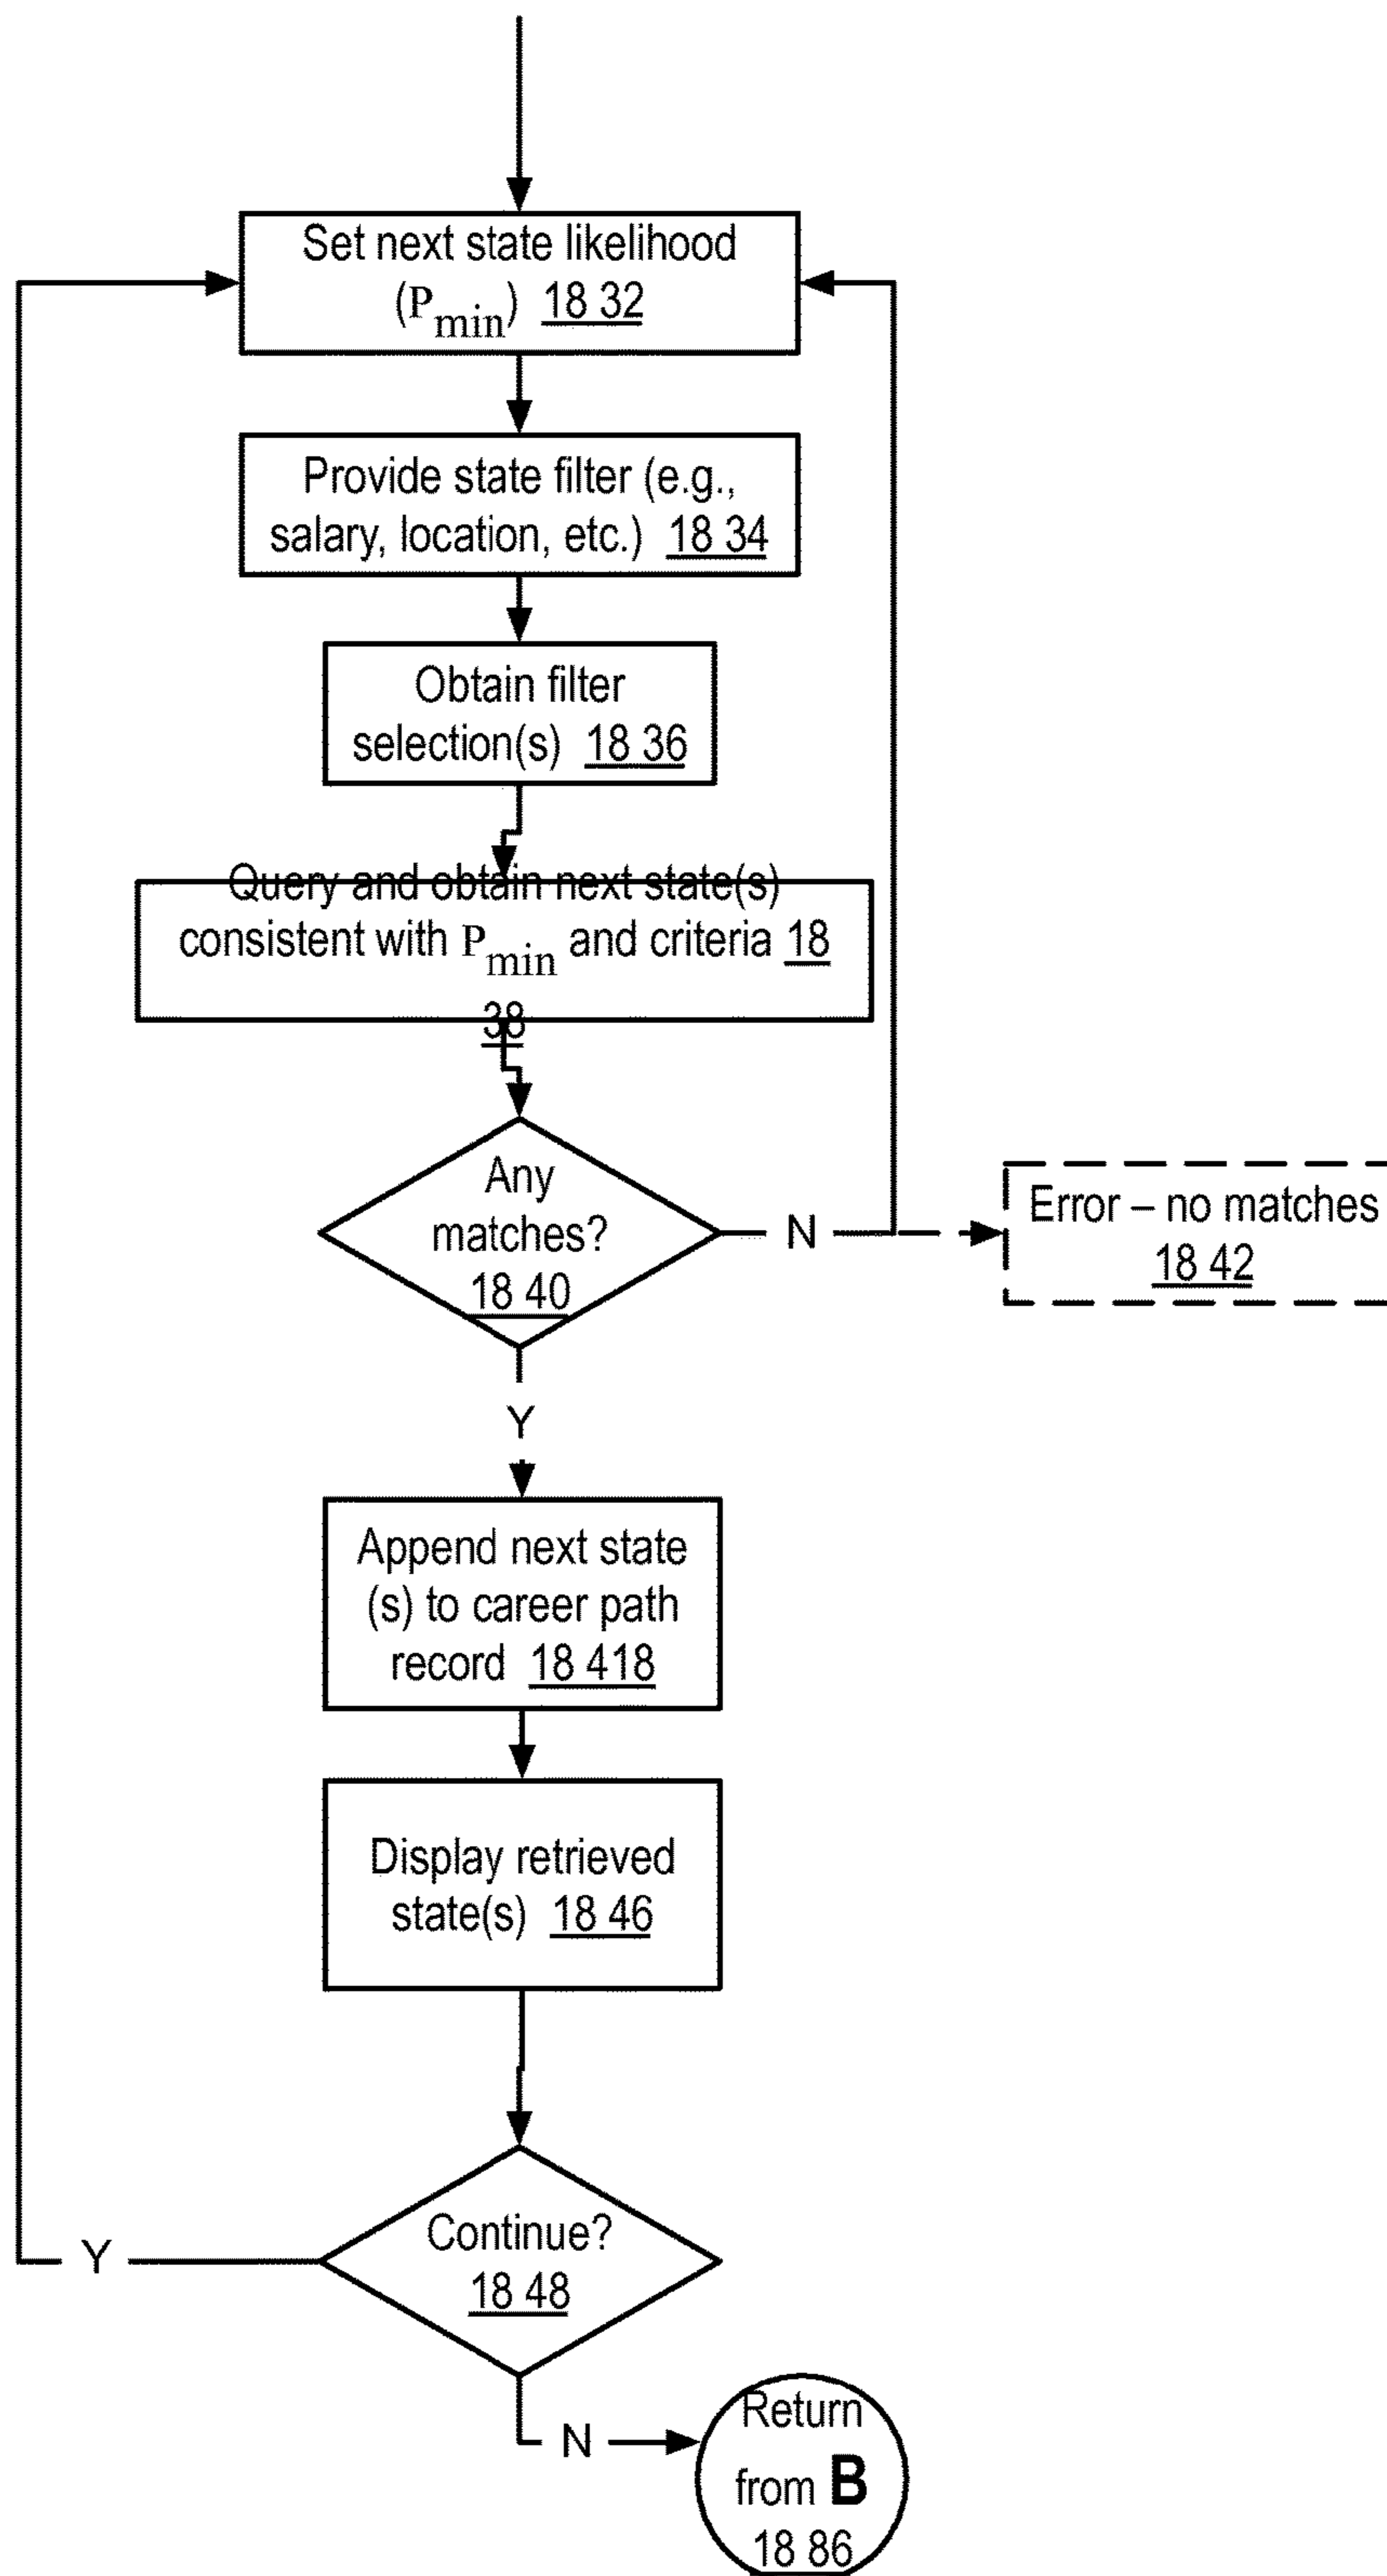 Set next state likelihood
(Pmin) 18 32
Provide state filter (e.g.,
salary, location, etc.) 18 34
Obtain filter
selection(s) 18 36
Query and obtain next state(s)
consistent with Pmin and criteria 18
38
Any
matches?
18 40
N
Error – no matches
18 42
Y
Append next state
(s) to career path
record 18 418
Display retrieved
state(s) 18 46
Continue?
18 48
Y
N
Return
from B
18 86